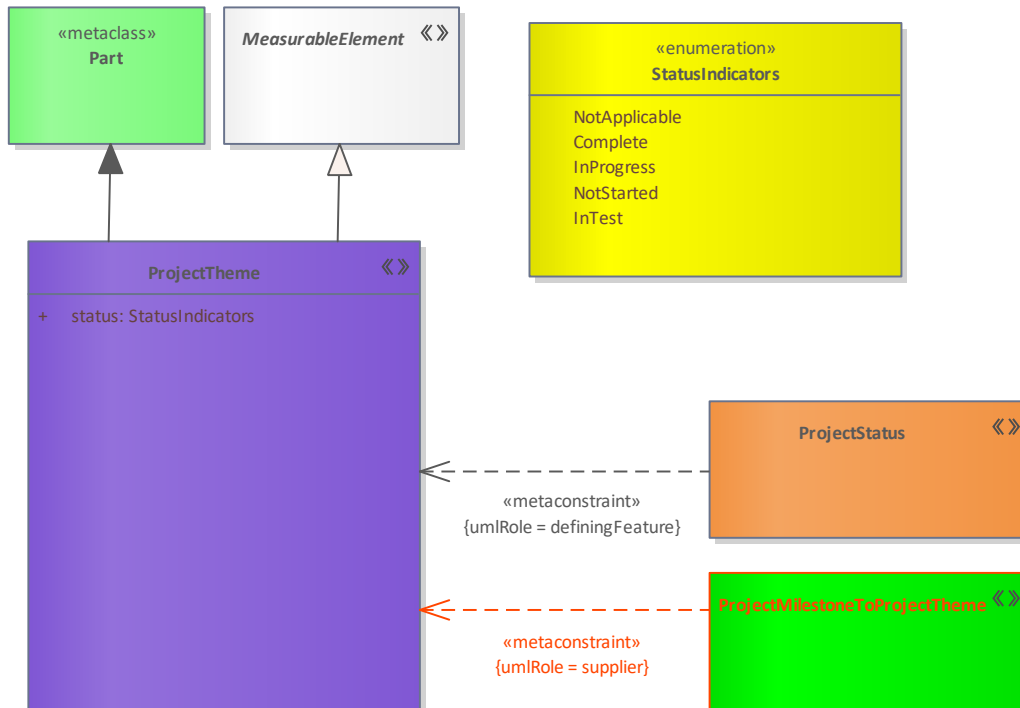 «metaclass»
Part
MeasurableElement «»
«enumeration»
StatusIndicators
NotApplicable
Complete
InProgress
NotStarted
InTest
ProjectTheme «»
+ status: StatusIndicators
ProjectStatus «»
«metaconstraint»
{umlRole = definingFeature}
ProjectMilestoneToProjectTheme «»
«metaconstraint»
{umlRole = supplier}